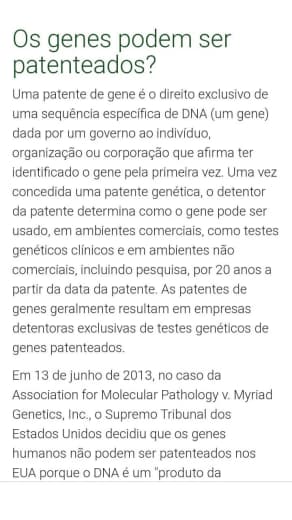 Os genes podem ser
patenteados?
Uma patente de gene é o direito exclusivo de
uma sequência específica de DNA (um gene)
dada por um governo ao indivíduo,
organização ou corporação que afirma ter
identificado o gene pela primeira vez. Uma vez
concedida uma patente genética, o detentor
da patente determina como o gene pode ser
usado, em ambientes comerciais, como testes
genéticos clínicos e em ambientes não
comerciais, incluindo pesquisa, por 20 anos a
partir da data da patente. As patentes de
genes geralmente resultam em empresas
detentoras exclusivas de testes genéticos de
genes patenteados.
Em 13 de junho de 2013, no caso da
Association for Molecular Pathology v. Myriad
Genetics, Inc., o Supremo Tribunal dos
Estados Unidos decidiu que os genes
humanos não podem ser patenteados nos
EUA porque o DNA é um "produto da